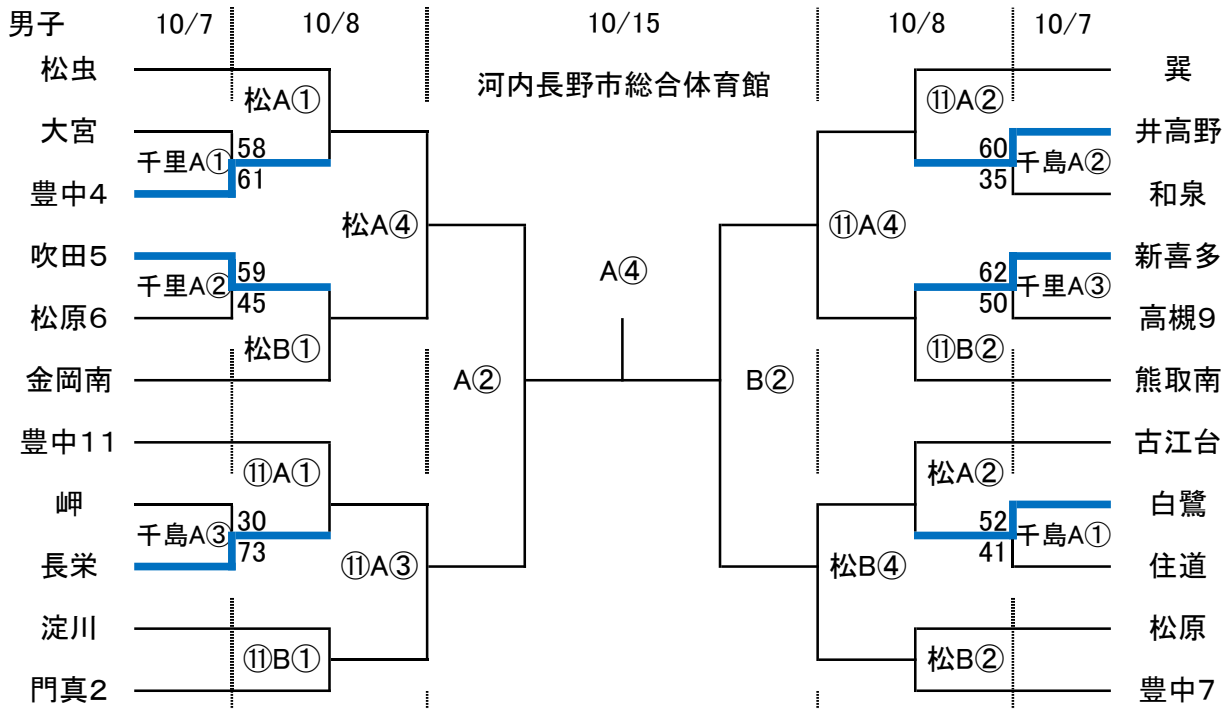 男子 10/7 10/8 10/15 10/8 10/7
河内長野市総合体育館
松虫
松A①
大宮
千里A①
58
61
豊中4
松A④
吹田5
千里A②
59
45
松原6
松B①
金岡南
A②
豊中11
⑪A①
岬
千島A③
30
73
長栄
⑪A③
淀川
⑪B①
門真2
A④
巽
⑪A②
井高野
60
35
千島A②
和泉
⑪A④
新喜多
62
50
千里A③
高槻9
⑪B②
熊取南
B②
古江台
松A②
白鷺
52
41
千島A①
住道
松B④
松原
松B②
豊中7